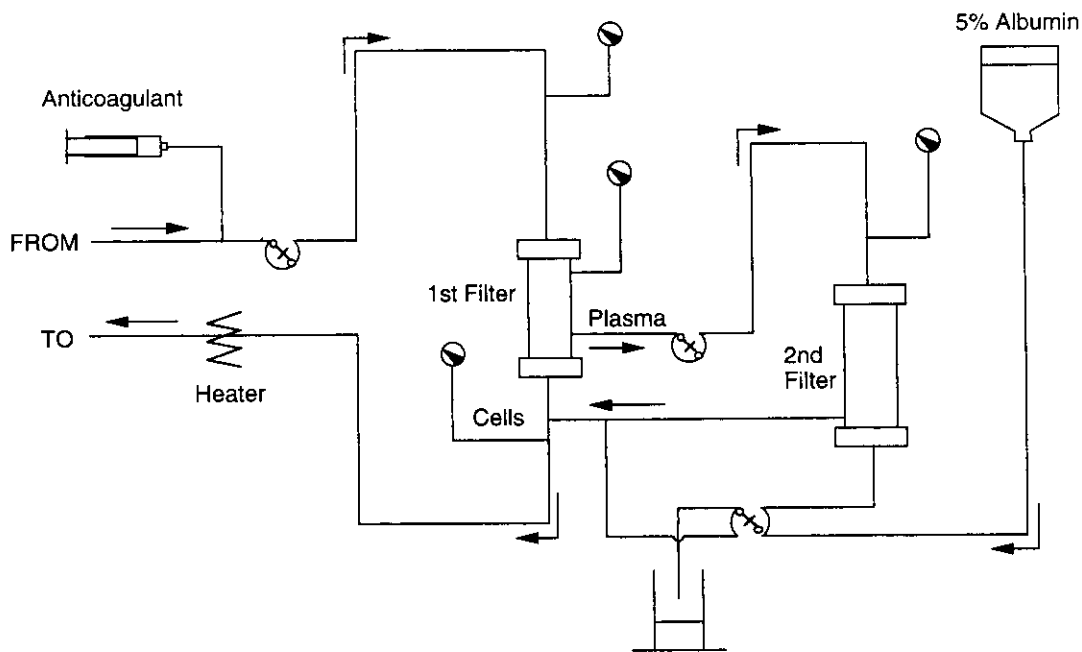 5% Albumin
Anticoagulant
FROM
1st Filter
Plasma
TO
2nd
Filter
Heater
Cells